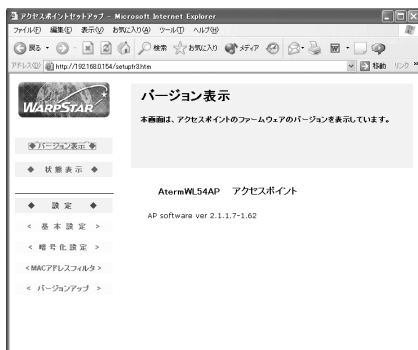 アクセスポイントセットアップ - Microsoft Internet Explorer
ファイル(F) 編集(E) 表示(V) お気に入り(A) ツール(T) ヘルプ(H)
戻る 検索 お気に入り メディア
アドレス(D) http://192.168.0.154/setupfr3.htm 移動 リンク »
WARPSTAR
バージョン表示
本画面は、アクセスポイントのファームウェアのバージョンを表示しています。
◆バージョン表示◆
◆ 状態表示 ◆
AtermWL54AP アクセスポイント
◆ 設定 ◆
AP software ver 2.1.1.7-1.62
< 基本設定 >
< 暗号化設定 >
<MACアドレスフィルタ>
< バージョンアップ >